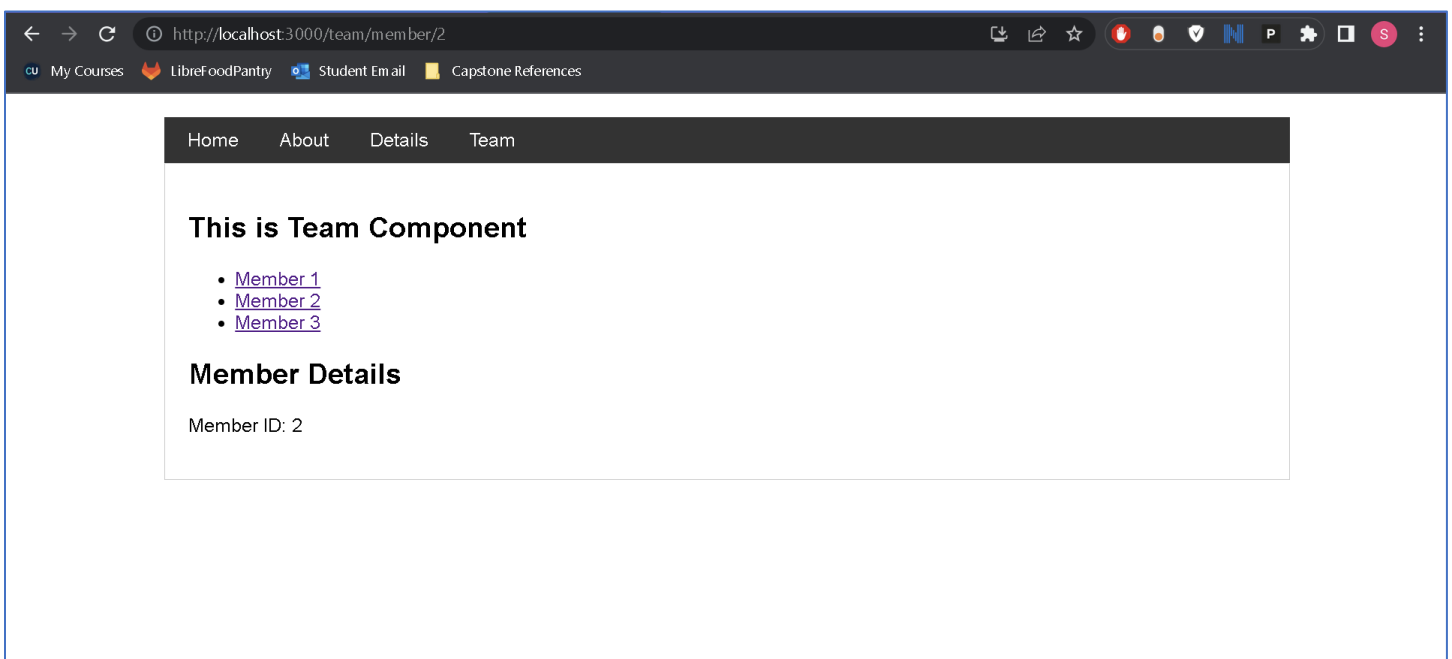 http://localhost:3000/team/member/2
P
S
CU My Courses LibreFoodPantry Student Email Capstone References
Home About Details Team
This is Team Component
Member 1
Member 2
Member 3
Member Details
Member ID: 2